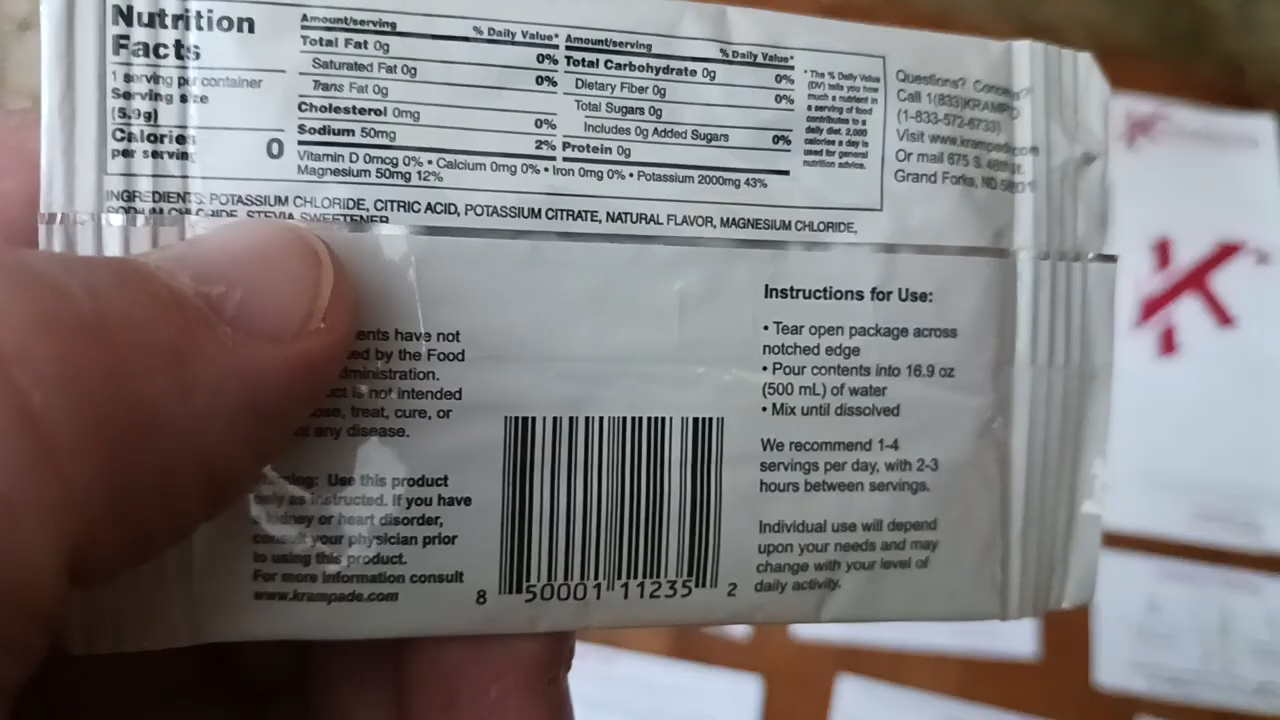 Nutrition
Facts
1 serving per container
Serving size
(5.9g)
Calories
per serving
0
Amount/serving % Daily Value*
Total Fat 0g 0%
Saturated Fat 0g 0%
Trans Fat 0g
Cholesterol 0mg 0%
Sodium 50mg 2%
Amount/serving % Daily Value*
Total Carbohydrate 0g 0%
Dietary Fiber 0g 0%
Total Sugars 0g
Includes 0g Added Sugars 0%
Protein 0g
Vitamin D 0mcg 0% • Calcium 0mg 0% • Iron 0mg 0% • Potassium 2000mg 43%
Magnesium 50mg 12%
* The % Daily Value
(DV) tells you how
much a nutrient in
a serving of food
contributes to a
daily diet. 2,000
calories a day is
used for general
nutrition advice.
Questions?
Call 1(833)KRAMPD
(1-833-572-6733)
Visit www.krampade.com
Or mail 675 S.
Grand Forks, ND
INGREDIENTS: POTASSIUM CHLORIDE, CITRIC ACID, POTASSIUM CITRATE, NATURAL FLAVOR, MAGNESIUM CHLORIDE,
SODIUM CHLORIDE, STEVIA SWEETENER
ents have not
ed by the Food
dministration.
is not intended
treat, cure, or
any disease.
Use this product
only as instructed. If you have
a kidney or heart disorder,
consult your physician prior
to using this product.
For more information consult
www.krampade.com
8 50001 11235 2
Instructions for Use:
• Tear open package across
notched edge
• Pour contents into 16.9 oz
(500 mL) of water
• Mix until dissolved
We recommend 1-4
servings per day, with 2-3
hours between servings.
Individual use will depend
upon your needs and may
change with your level of
daily activity.
K